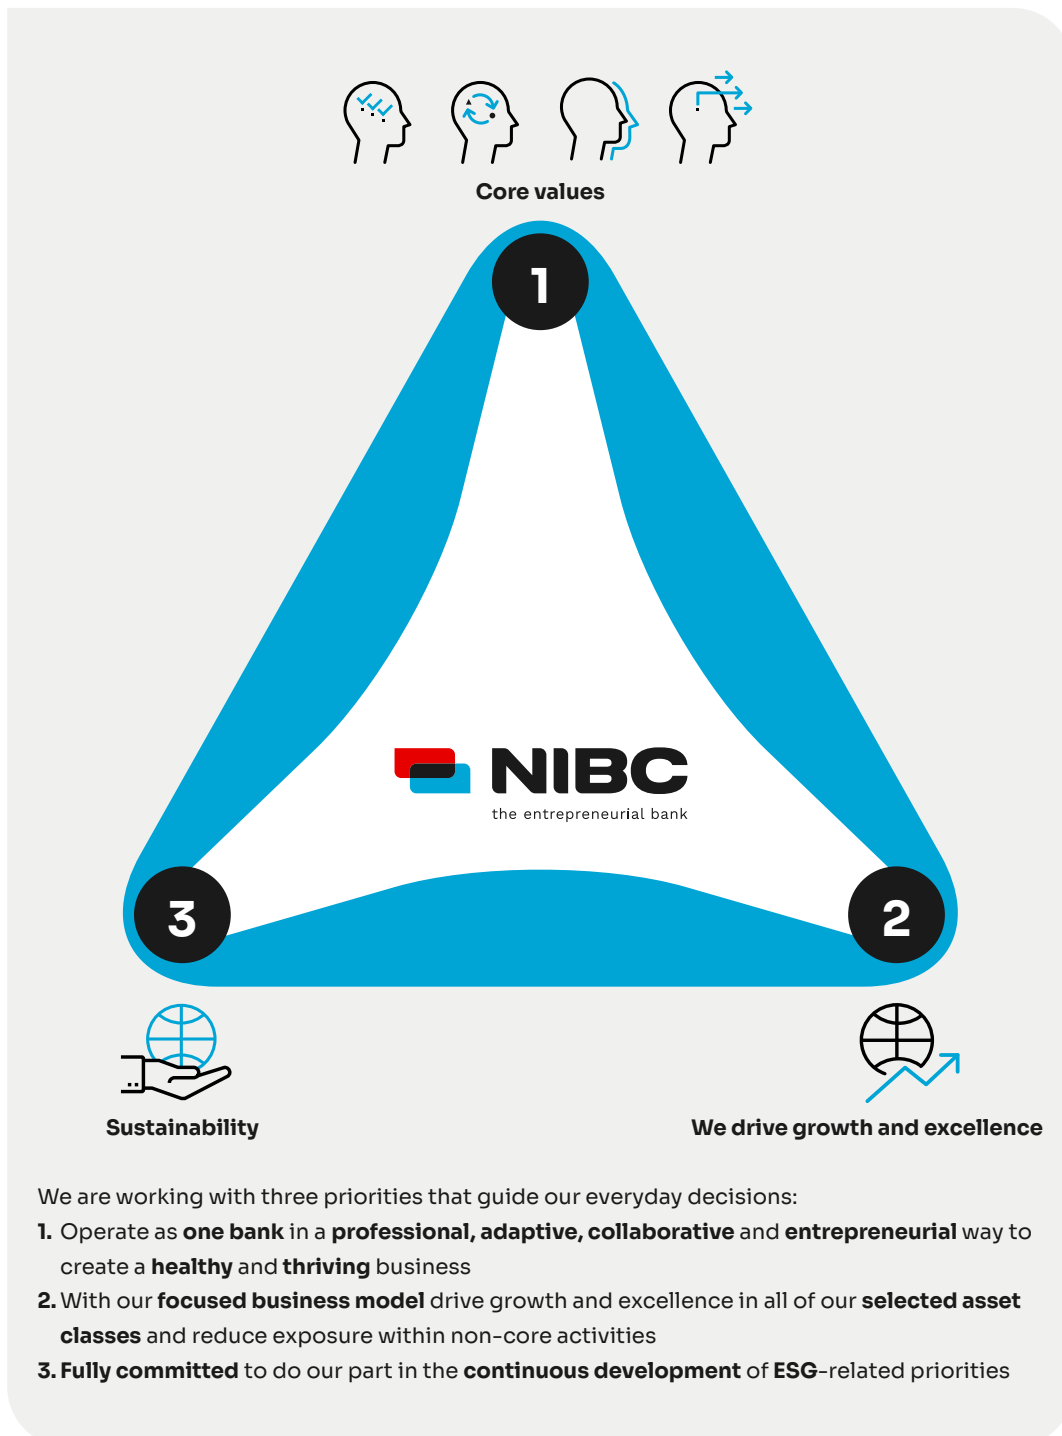 Core values
1
NIBC
the entrepreneurial bank
3
2
Sustainability
We drive growth and excellence
We are working with three priorities that guide our everyday decisions:
1. Operate as one bank in a professional, adaptive, collaborative and entrepreneurial way to
create a healthy and thriving business
2. With our focused business model drive growth and excellence in all of our selected asset
classes and reduce exposure within non-core activities
3. Fully committed to do our part in the continuous development of ESG-related priorities